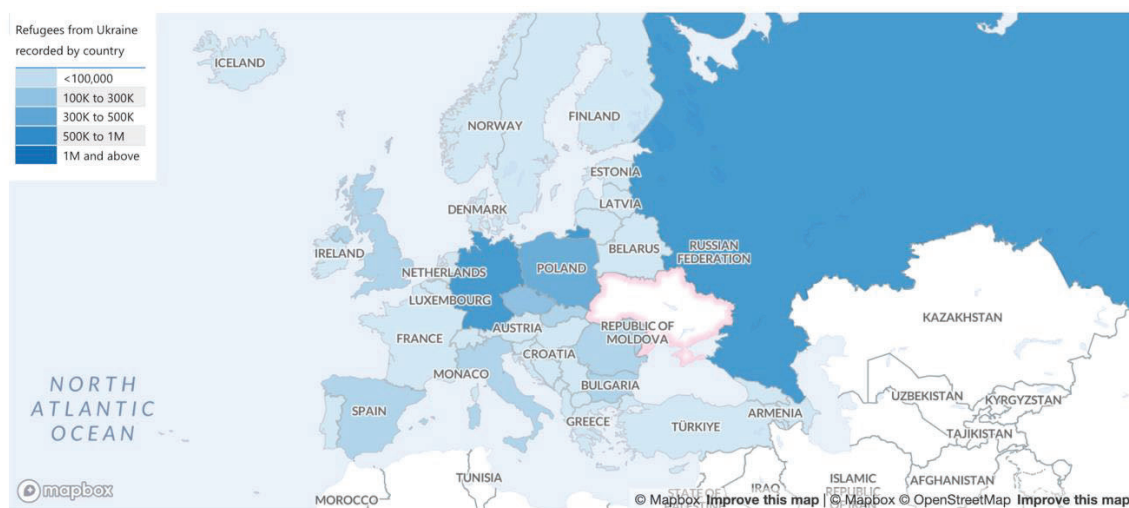 Refugees from Ukraine
recorded by country
<100,000
100K to 300K
300K to 500K
500K to 1M
1M and above
ICELAND
NORWAY
FINLAND
ESTONIA
LATVIA
DENMARK
BELARUS
RUSSIAN
FEDERATION
IRELAND
NETHERLANDS
POLAND
LUXEMBOURG
FRANCE
AUSTRIA
REPUBLIC OF
MOLDOVA
KAZAKHSTAN
CROATIA
MONACO
BULGARIA
NORTH
ATLANTIC
OCEAN
SPAIN
GREECE
TÜRKIYE
ARMENIA
UZBEKISTAN
KYRGYZSTAN
TAJIKISTAN
TUNISIA
MOROCCO
STATE OF
IRAQ
ISLAMIC
REPUBLIC
AFGHANISTAN
mapbox
© Mapbox Improve this map | © Mapbox © OpenStreetMap Improve this map